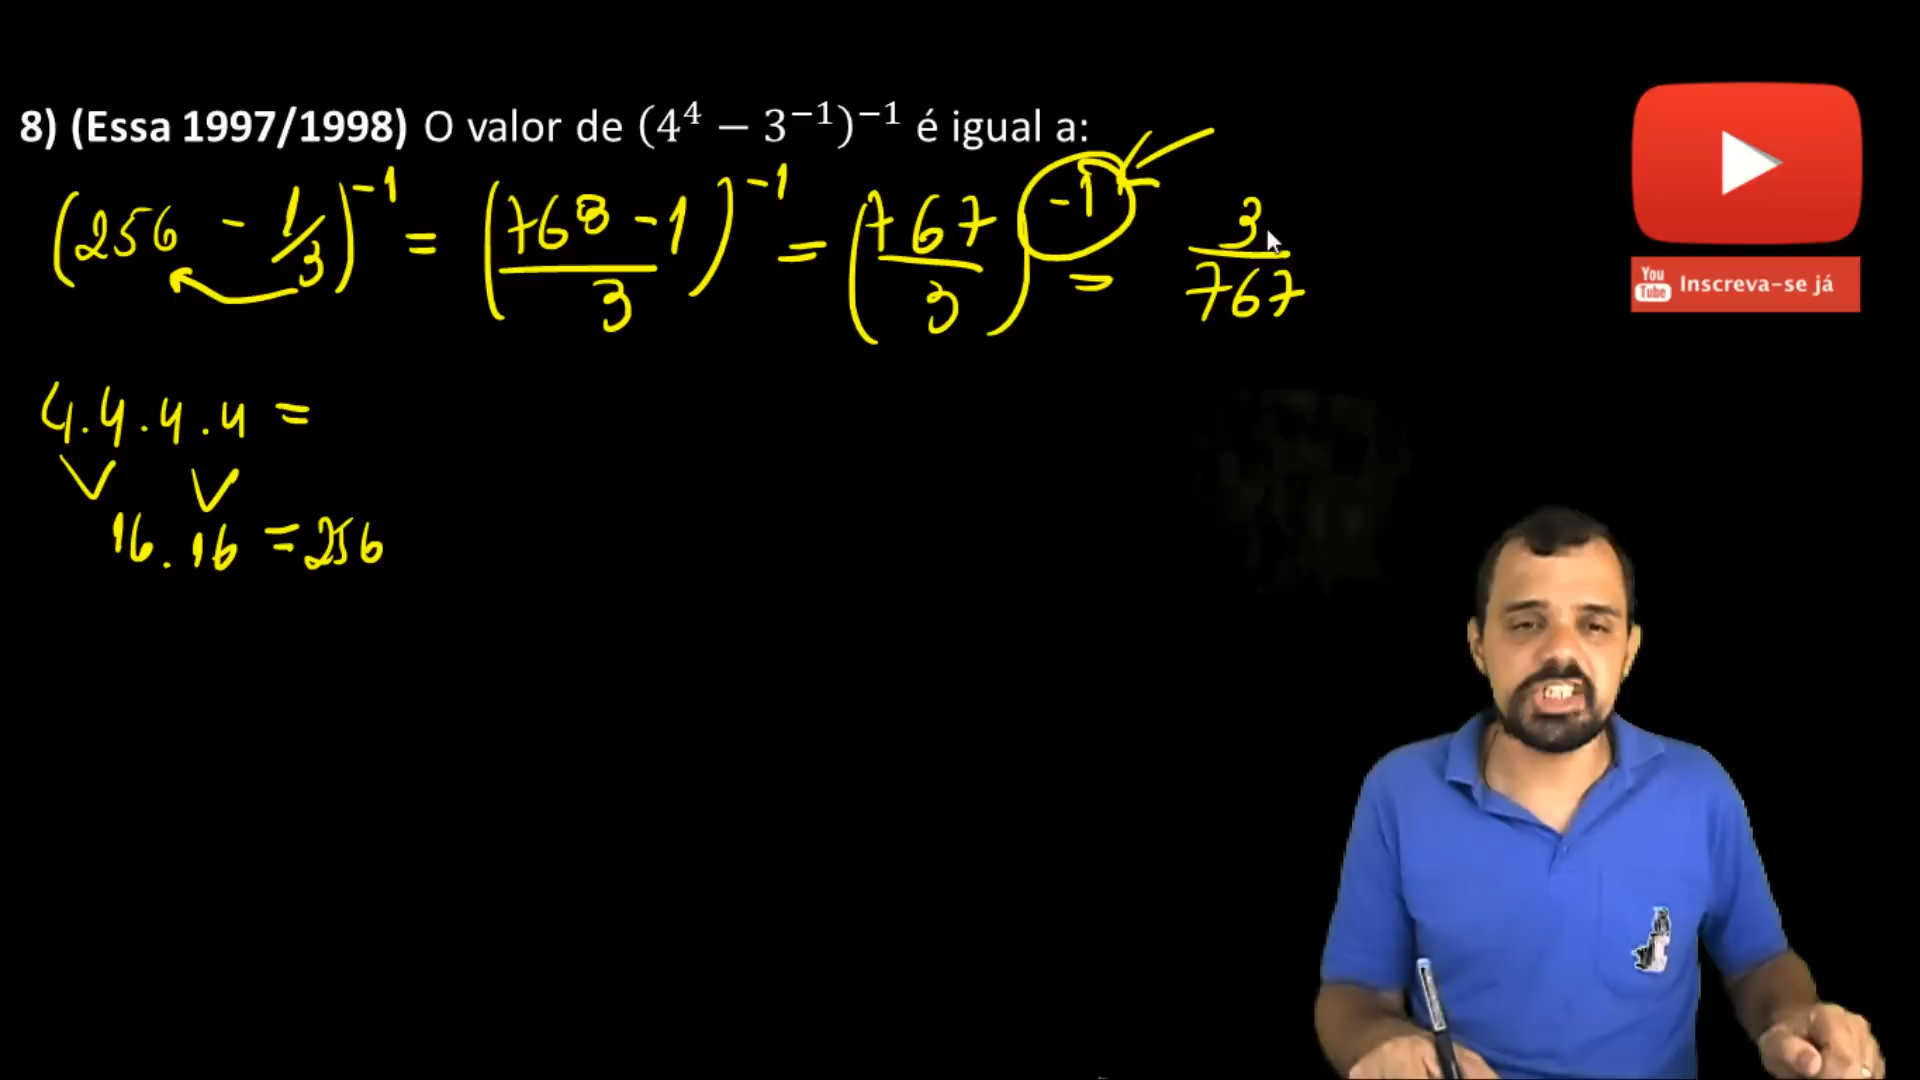 8) (Essa 1997/1998) O valor de (4⁴ − 3⁻¹)⁻¹ é igual a:
(256 - 1/3)⁻¹ = ((768 - 1)/3)⁻¹ = (767/3)⁻¹ = 3/767
4.4.4.4 =
16.16 = 256
You Tube Inscreva-se já